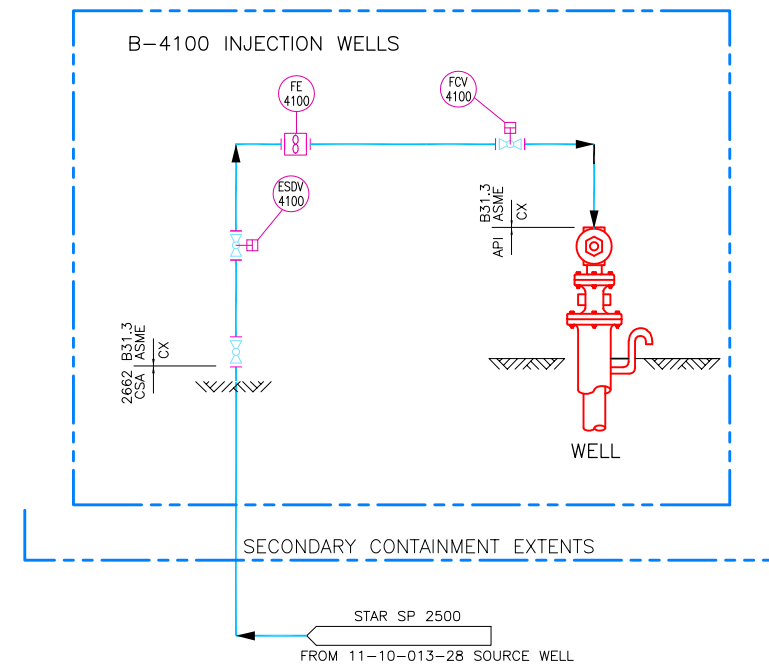 B-4100 INJECTION WELLS
FE
4100
FCV
4100
ESDV
4100
B31.3
ASME
CX
API
B31.3
ASME
CX
2662
CSA
WELL
SECONDARY CONTAINMENT EXTENTS
STAR SP 2500
FROM 11-10-013-28 SOURCE WELL